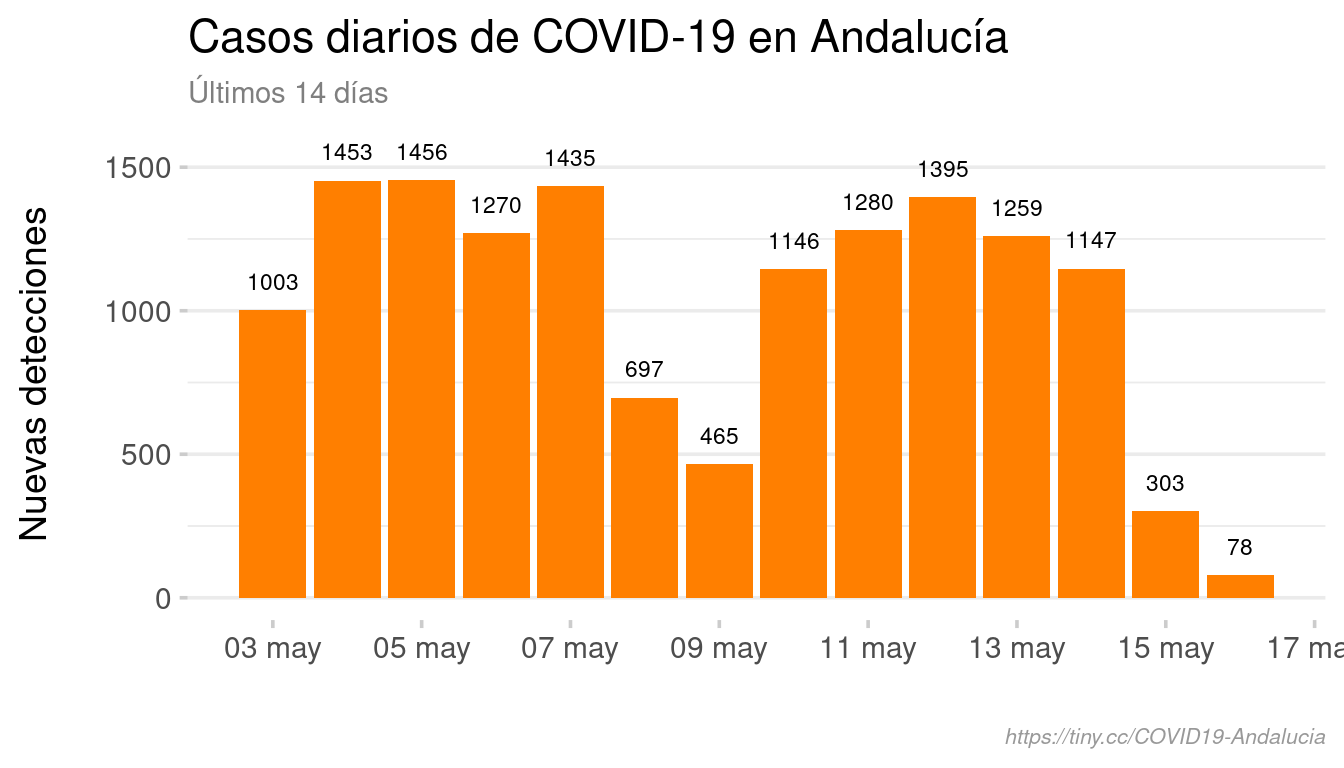 Casos diarios de COVID-19 en Andalucía
Últimos 14 días
Nuevas detecciones
1500
1000
500
0
1003
1453
1456
1270
1435
697
465
1146
1280
1395
1259
1147
303
78
03 may
05 may
07 may
09 may
11 may
13 may
15 may
17 ma
https://tiny.cc/COVID19-Andalucia